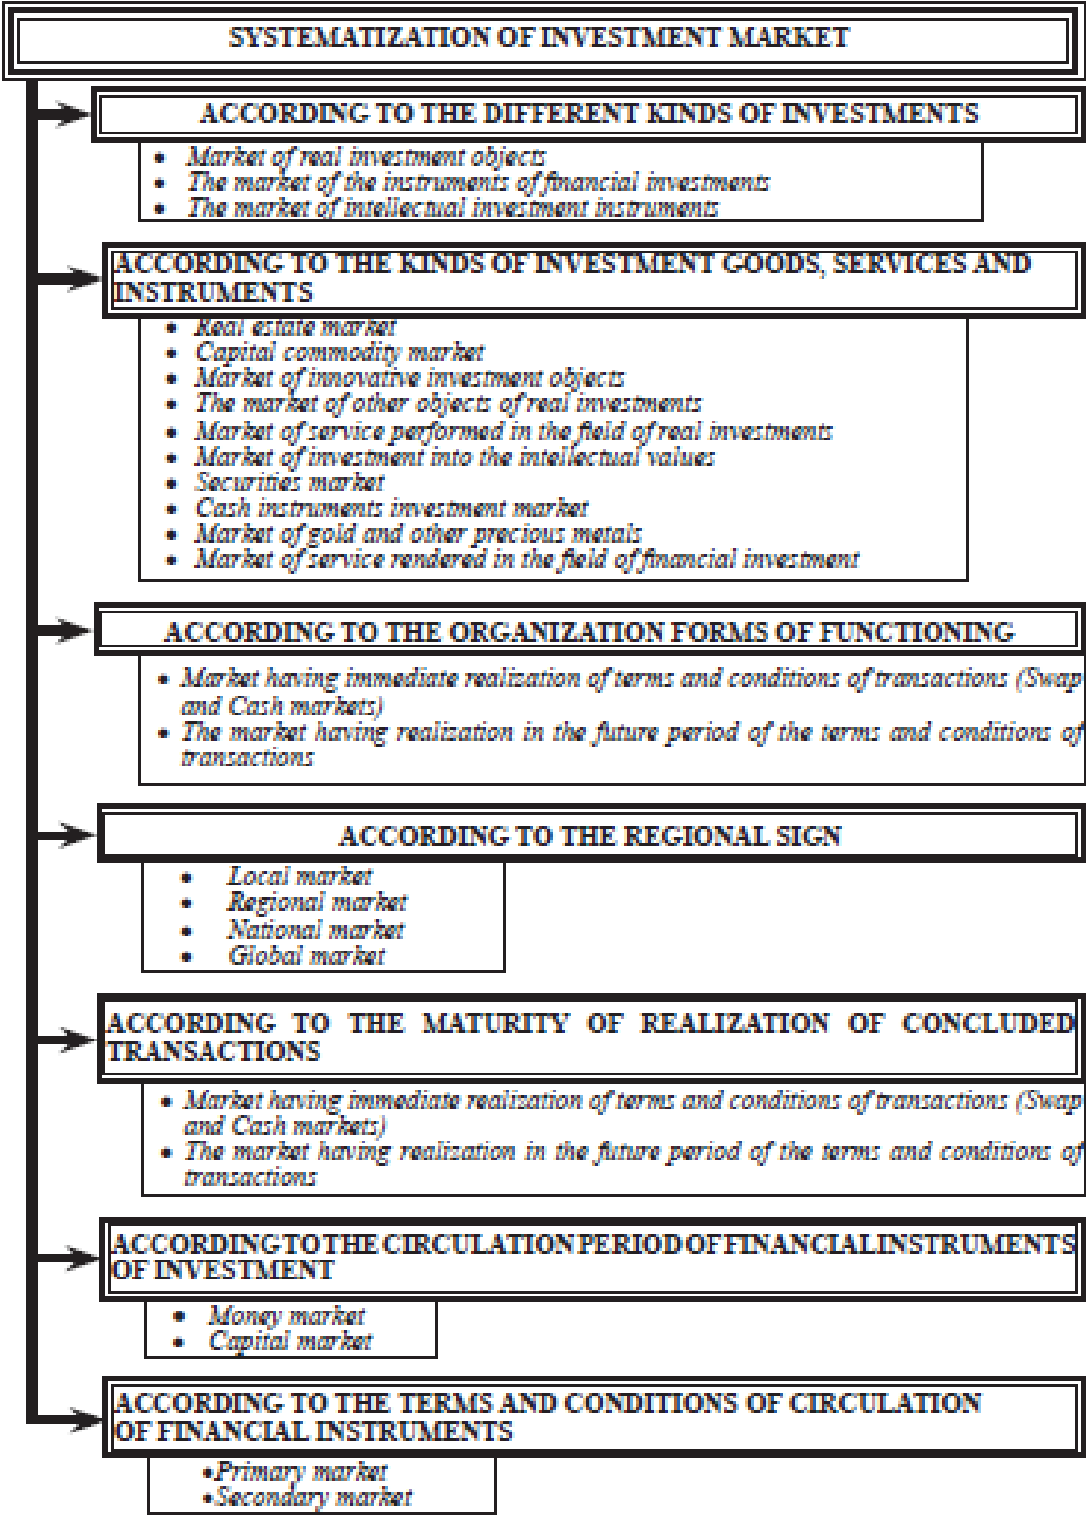 SYSTEMATIZATION OF INVESTMENT MARKET
ACCORDING TO THE DIFFERENT KINDS OF INVESTMENTS
• Market of real investment objects
• The market of the instruments of financial investments
• The market of intellectual investment instruments
ACCORDING TO THE KINDS OF INVESTMENT GOODS, SERVICES AND
INSTRUMENTS
• Real estate market
• Capital commodity market
• Market of innovative investment objects
• The market of other objects of real investments
• Market of service performed in the field of real investments
• Market of investment into the intellectual values
• Securities market
• Cash instruments investment market
• Market of gold and other precious metals
• Market of service rendered in the field of financial investment
ACCORDING TO THE ORGANIZATION FORMS OF FUNCTIONING
• Market having immediate realization of terms and conditions of transactions (Swap
and Cash markets)
• The market having realization in the future period of the terms and conditions of
transactions
ACCORDING TO THE REGIONAL SIGN
• Local market
• Regional market
• National market
• Global market
ACCORDING TO THE MATURITY OF REALIZATION OF CONCLUDED
TRANSACTIONS
• Market having immediate realization of terms and conditions of transactions (Swap
and Cash markets)
• The market having realization in the future period of the terms and conditions of
transactions
ACCORDING TO THE CIRCULATION PERIOD OF FINANCIAL INSTRUMENTS
OF INVESTMENT
• Money market
• Capital market
ACCORDING TO THE TERMS AND CONDITIONS OF CIRCULATION
OF FINANCIAL INSTRUMENTS
•Primary market
•Secondary market